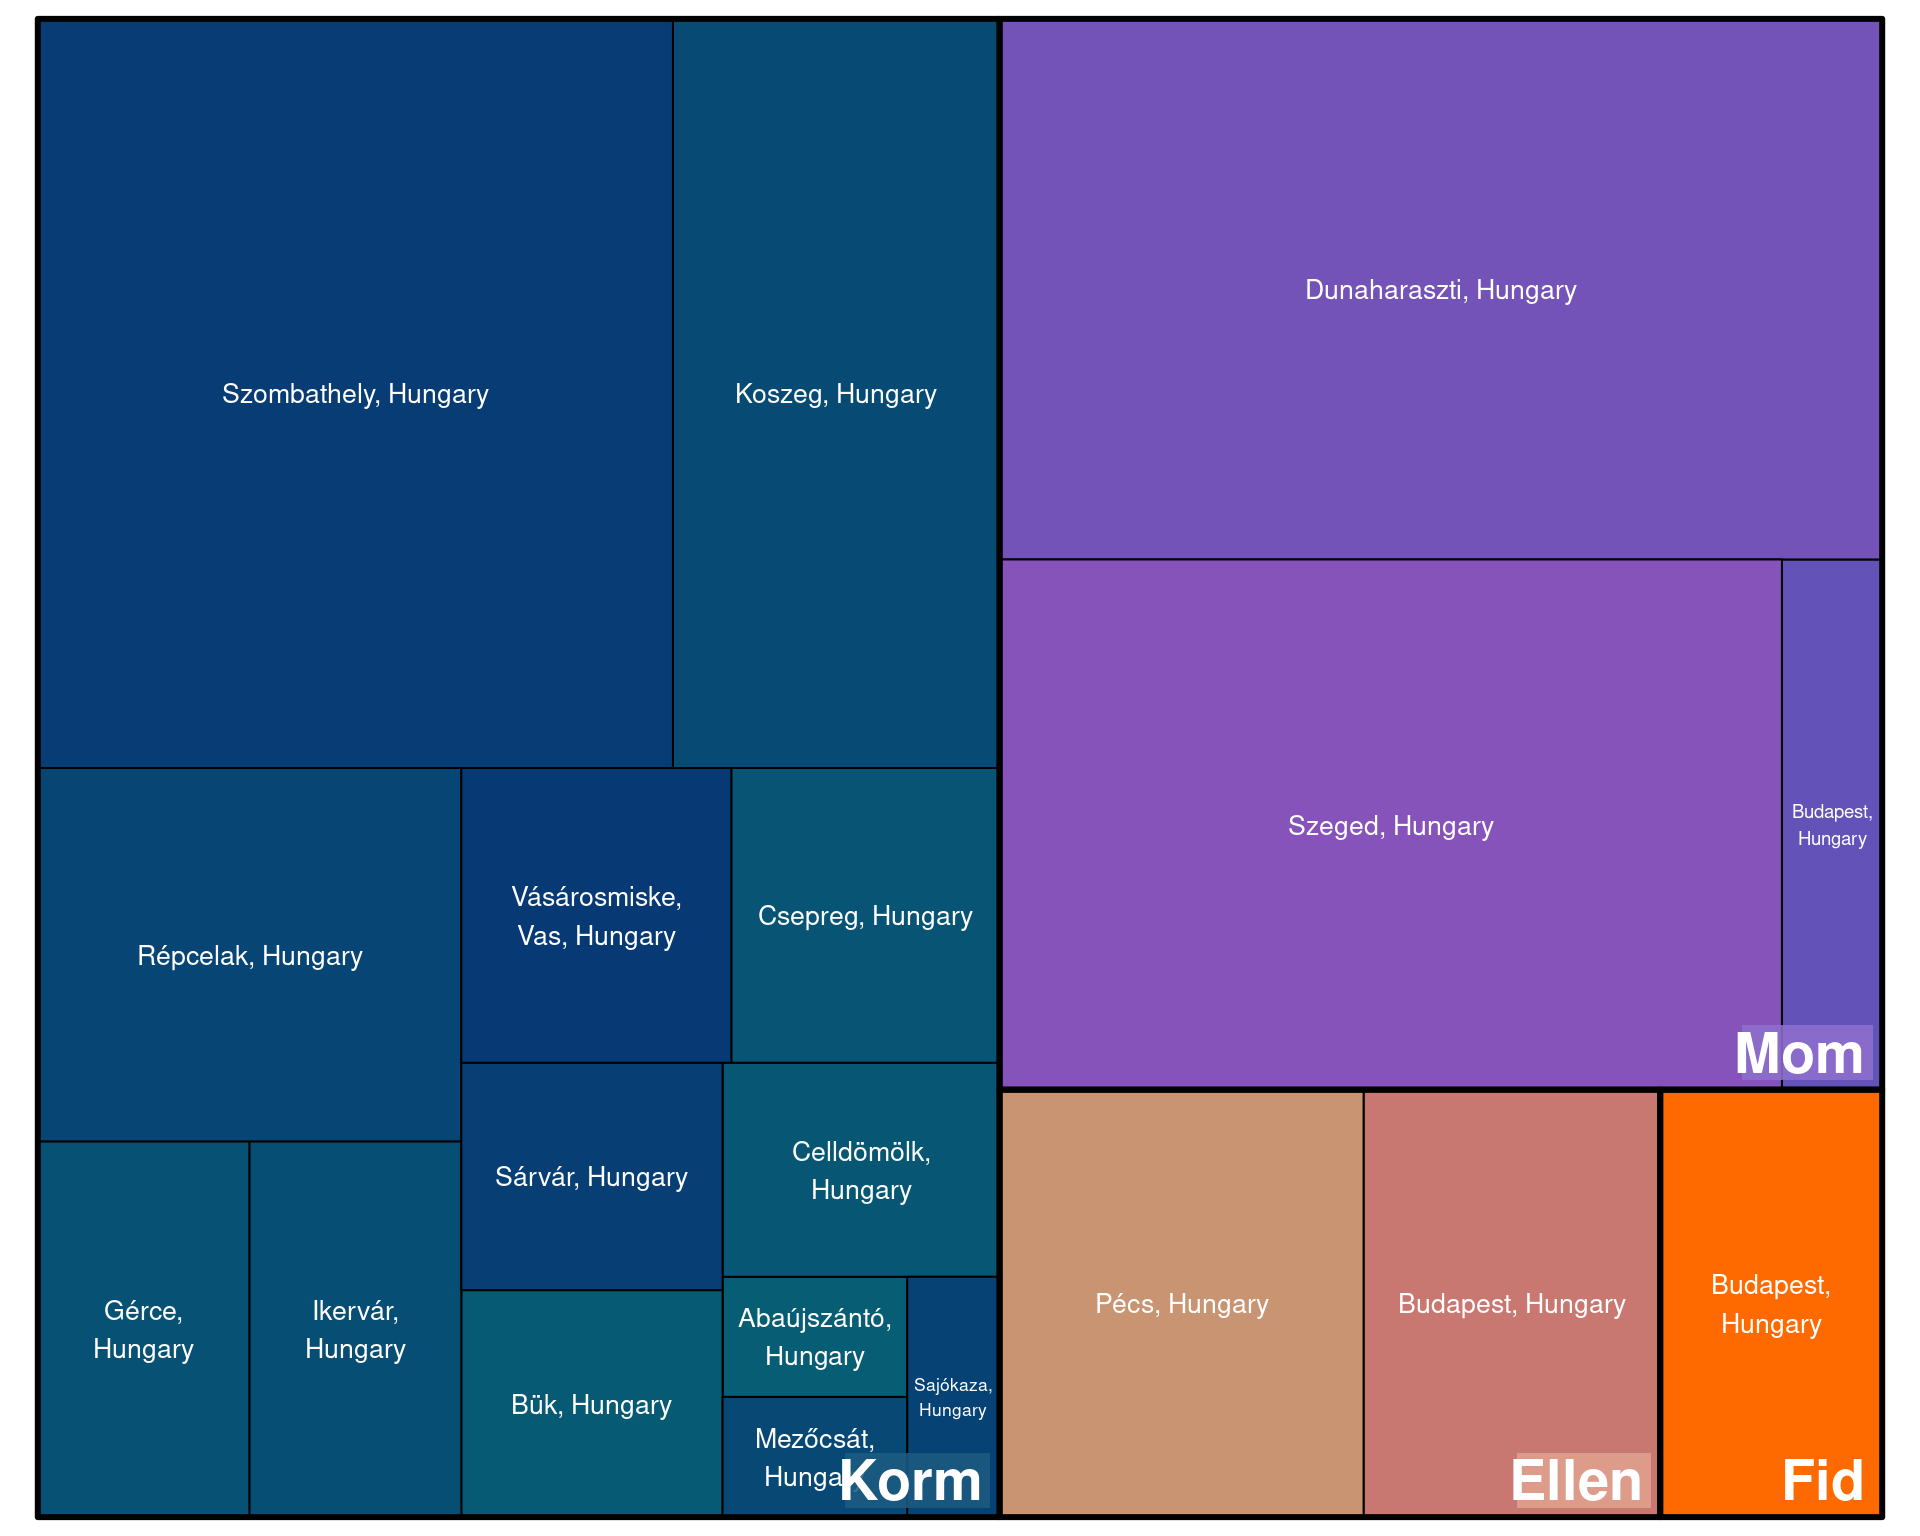 Szombathely, Hungary
Koszeg, Hungary
Dunaharaszti, Hungary
Szeged, Hungary
Budapest,
Hungary
Mom
Répcelak, Hungary
Vásárosmiske,
Vas, Hungary
Csepreg, Hungary
Sárvár, Hungary
Celldömölk,
Hungary
Gérce,
Hungary
Ikervár,
Hungary
Bük, Hungary
Abaújszántó,
Hungary
Sajókaza,
Hungary
Mezőcsát,
Hunga
Korm
Pécs, Hungary
Budapest, Hungary
Ellen
Budapest,
Hungary
Fid